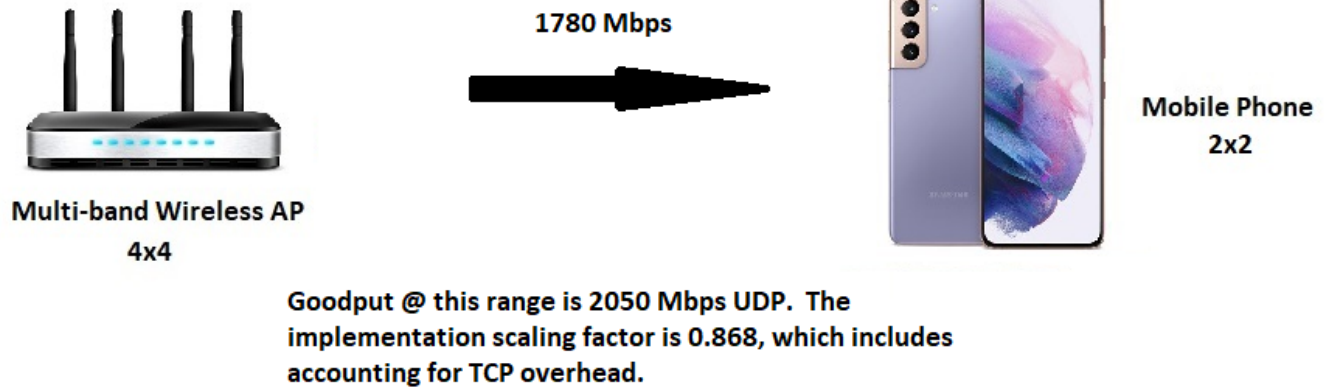 1780 Mbps
Multi-band Wireless AP
4x4
SAMSUNG
Mobile Phone
2x2
Goodput @ this range is 2050 Mbps UDP. The
implementation scaling factor is 0.868, which includes
accounting for TCP overhead.